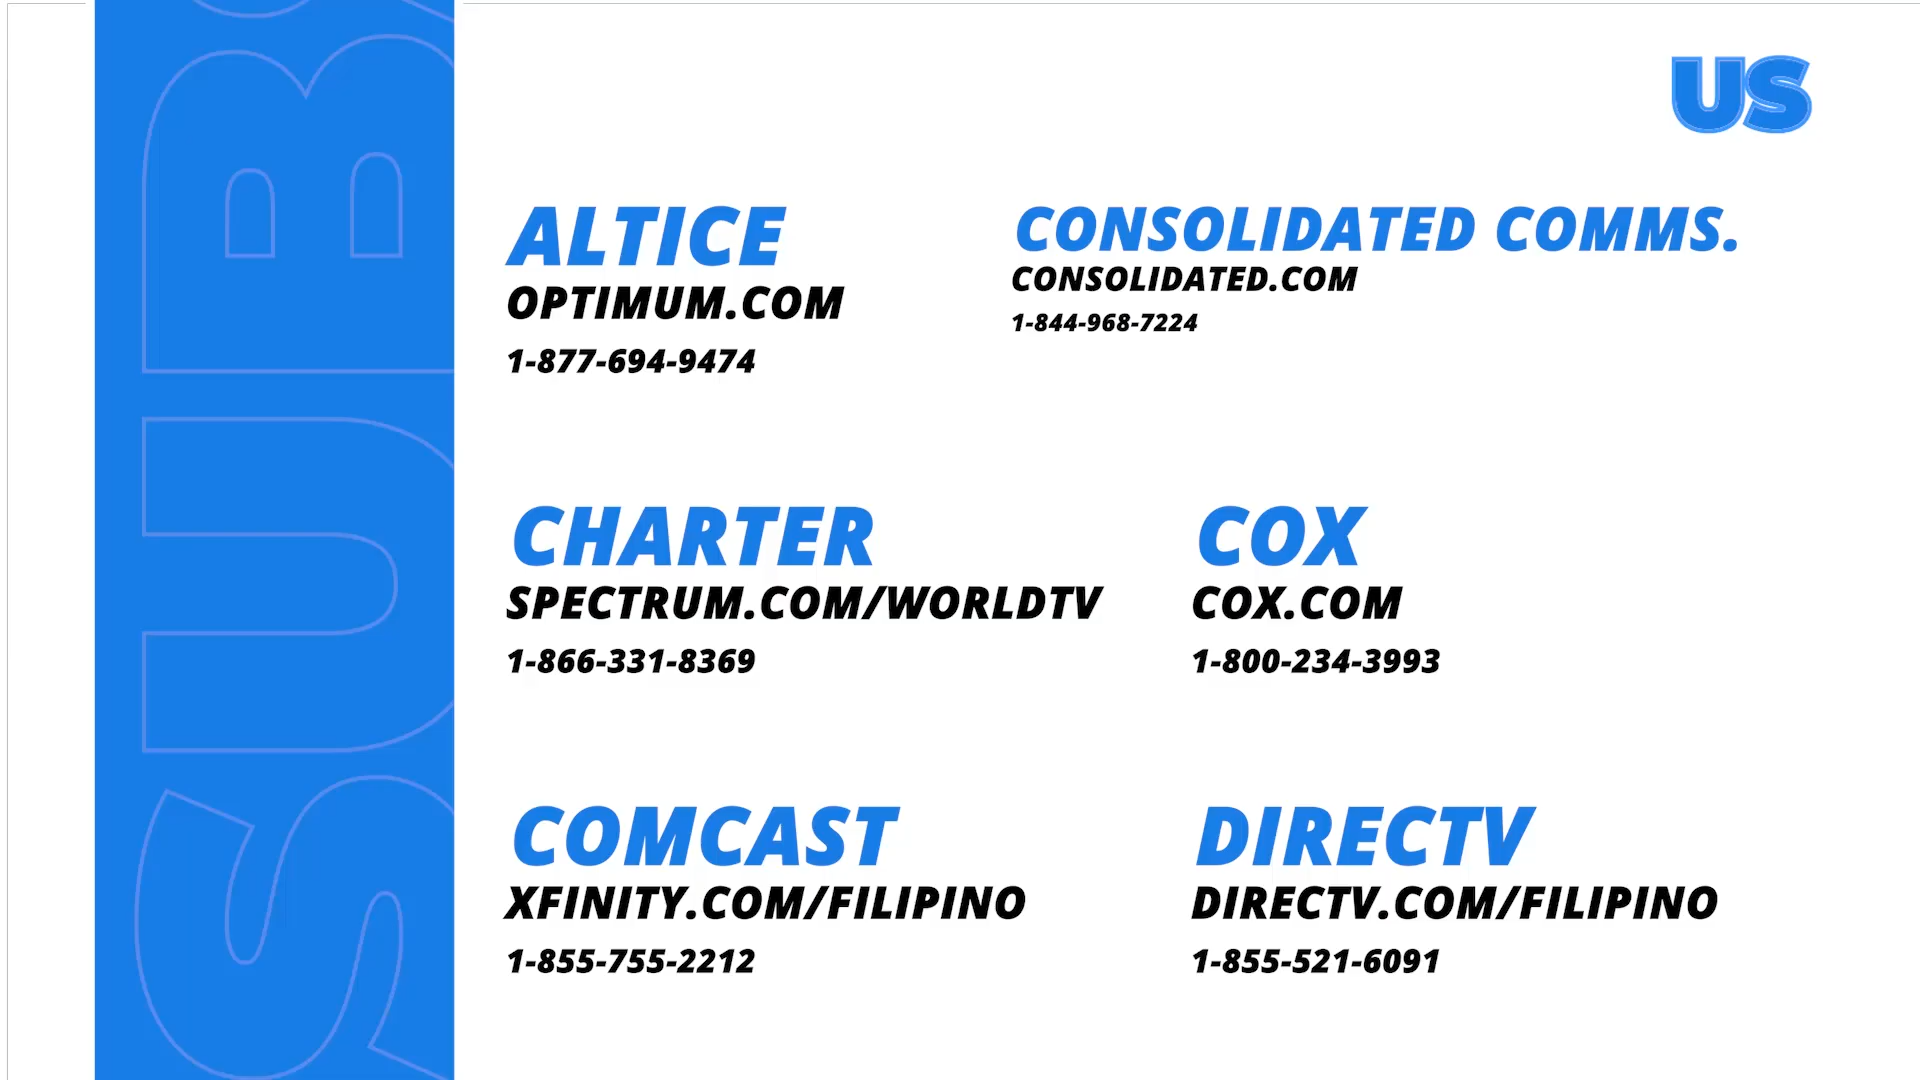 US
ALTICE
OPTIMUM.COM
1-877-694-9474
CONSOLIDATED COMMS.
CONSOLIDATED.COM
1-844-968-7224
CHARTER
SPECTRUM.COM/WORLDTV
1-866-331-8369
COX
COX.COM
1-800-234-3993
COMCAST
XFINITY.COM/FILIPINO
1-855-755-2212
DIRECTV
DIRECTV.COM/FILIPINO
1-855-521-6091
SUB